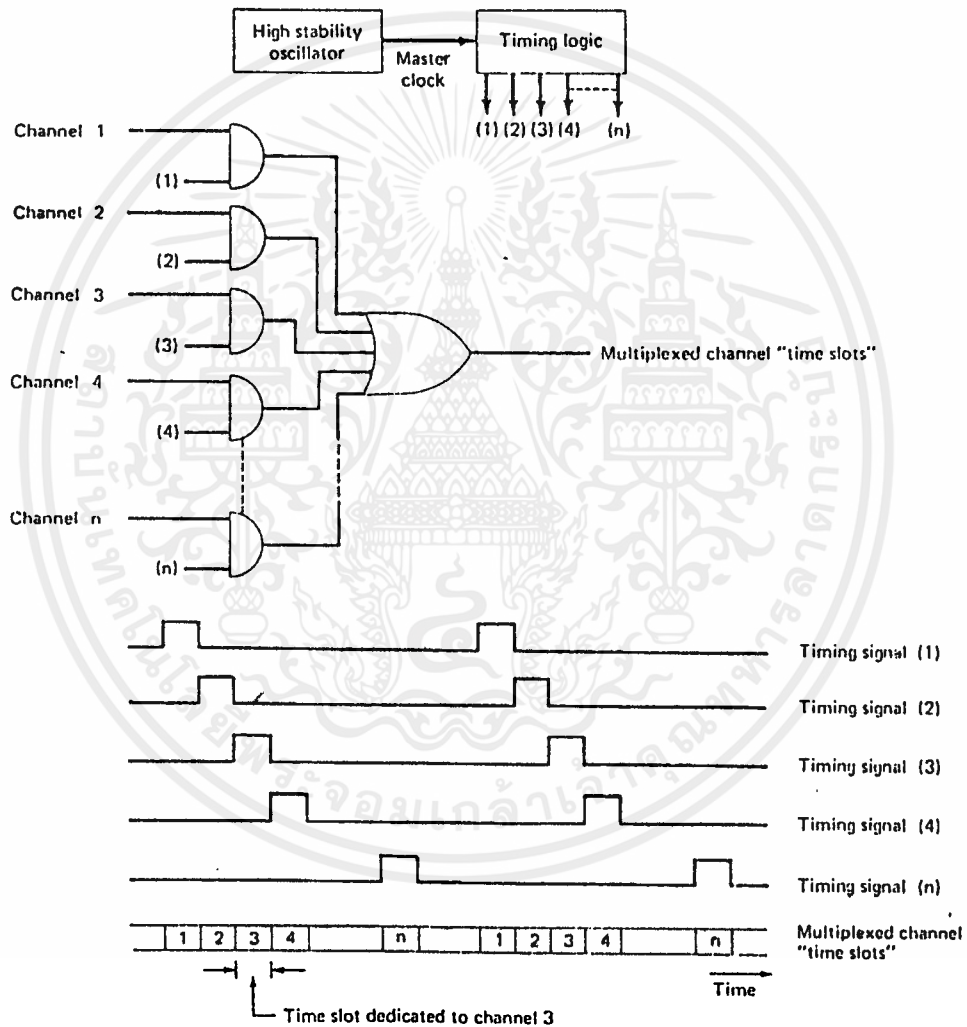 High stability
oscillator
Master
clock
Timing logic
(1) (2) (3) (4) (n)
Channel 1
(1)
Channel 2
(2)
Channel 3
(3)
Channel 4
(4)
Channel n
(n)
Multiplexed channel "time slots"
Timing signal (1)
Timing signal (2)
Timing signal (3)
Timing signal (4)
Timing signal (n)
1 2 3 4 n 1 2 3 4 n
Multiplexed channel
"time slots"
Time
Time slot dedicated to channel 3